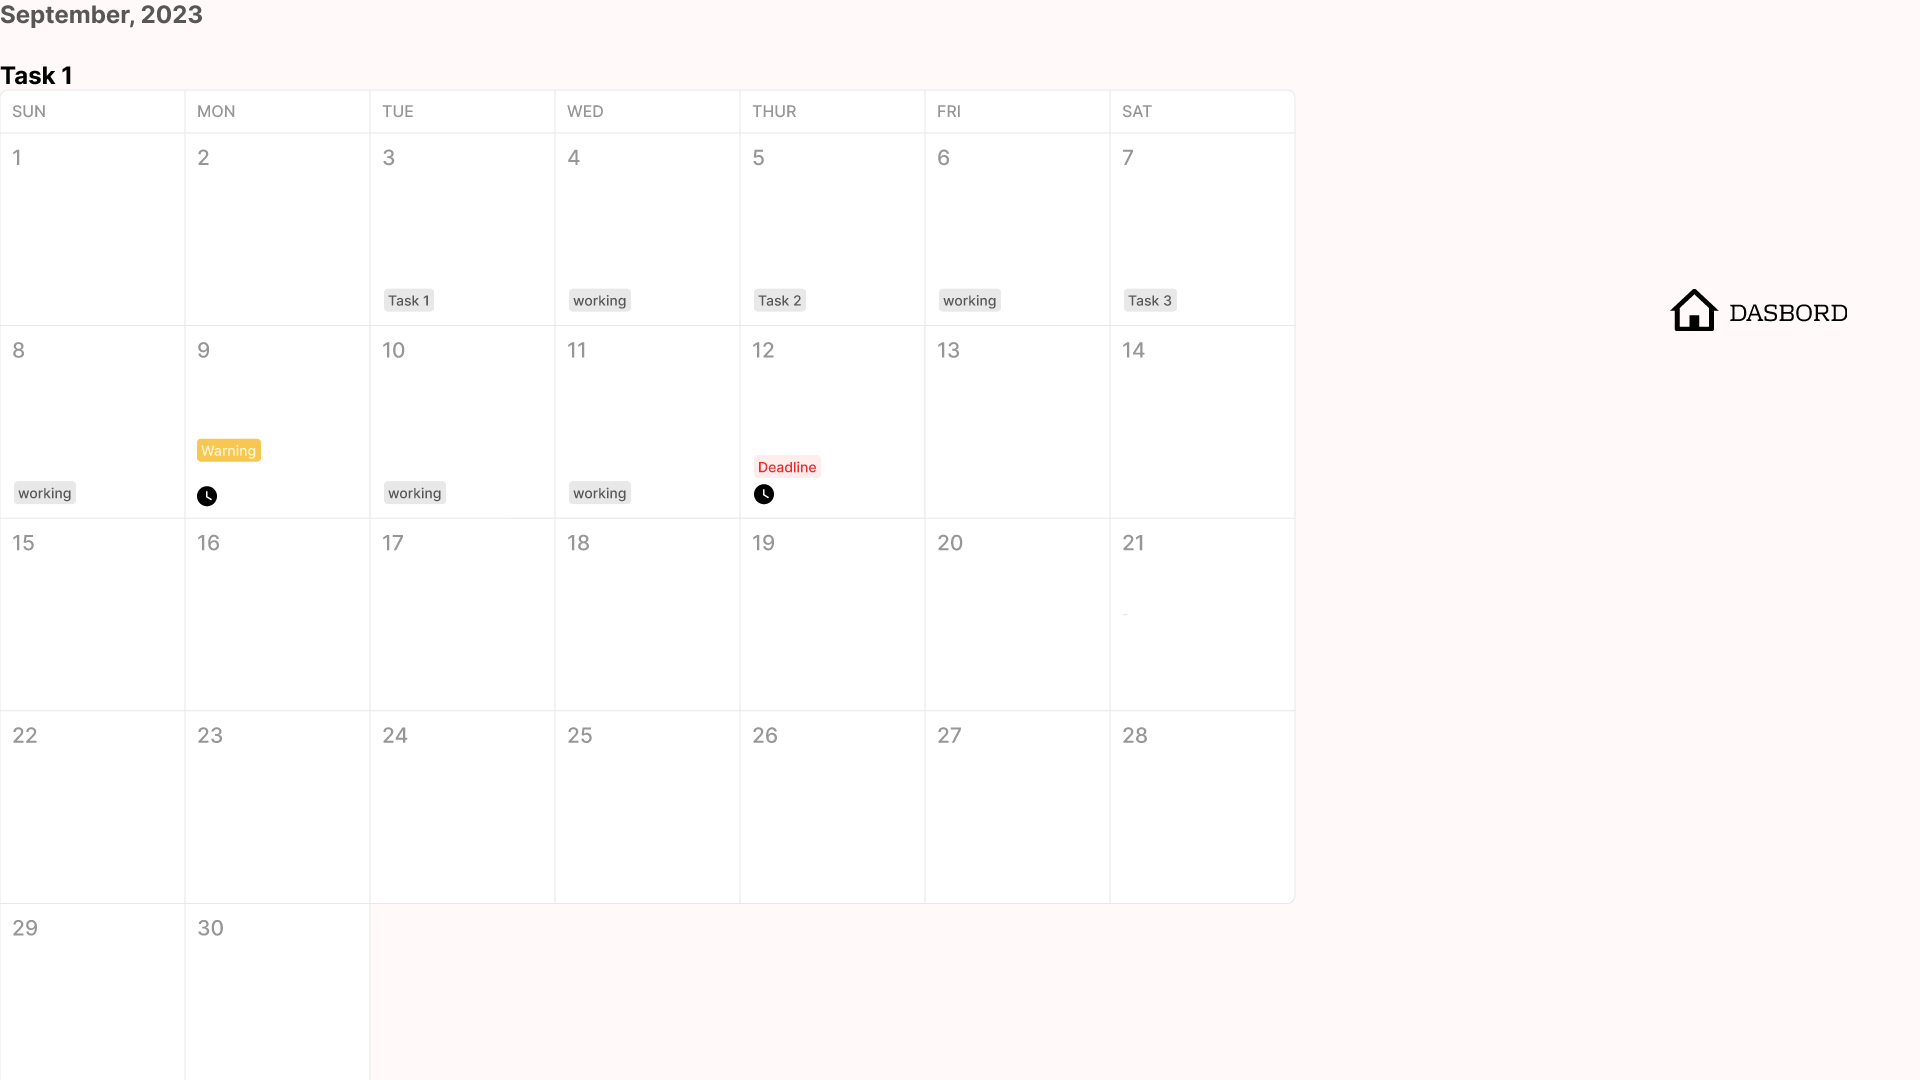 September, 2023
Task 1
SUN MON TUE WED THUR FRI SAT
1 2 3 4 5 6 7
Task 1 working Task 2 working Task 3
DASBORD
8 9 10 11 12 13 14
Warning
Deadline
working working working
15 16 17 18 19 20 21
22 23 24 25 26 27 28
29 30